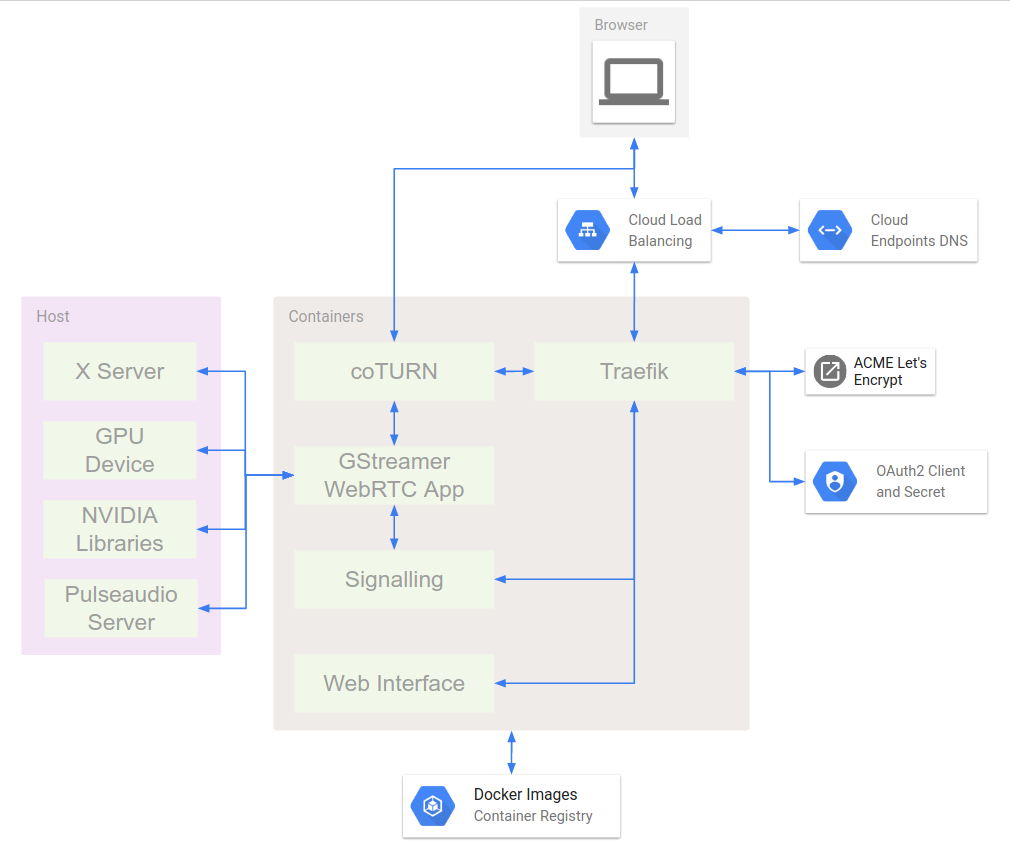 Browser
Cloud Load
Balancing
Cloud
Endpoints DNS
Host
X Server
GPU
Device
NVIDIA
Libraries
Pulseaudio
Server
Containers
coTURN
Traefik
GStreamer
WebRTC App
Signalling
Web Interface
ACME Let's
Encrypt
OAuth2 Client
and Secret
Docker Images
Container Registry